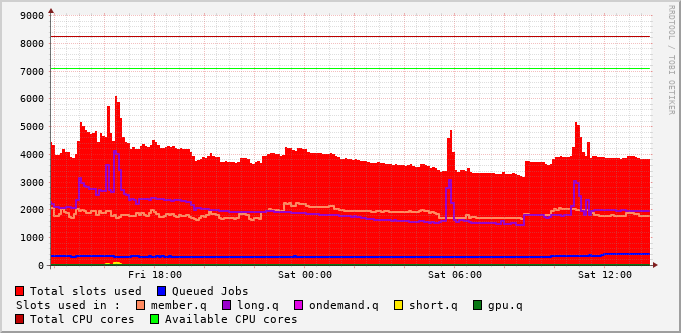 9000
8000
7000
6000
5000
4000
3000
2000
1000
0
Fri 18:00 Sat 00:00 Sat 06:00 Sat 12:00
Total slots used Queued Jobs
Slots used in : member.q long.q ondemand.q short.q gpu.q
Total CPU cores Available CPU cores
RRDTOOL / TOBI OETIKER